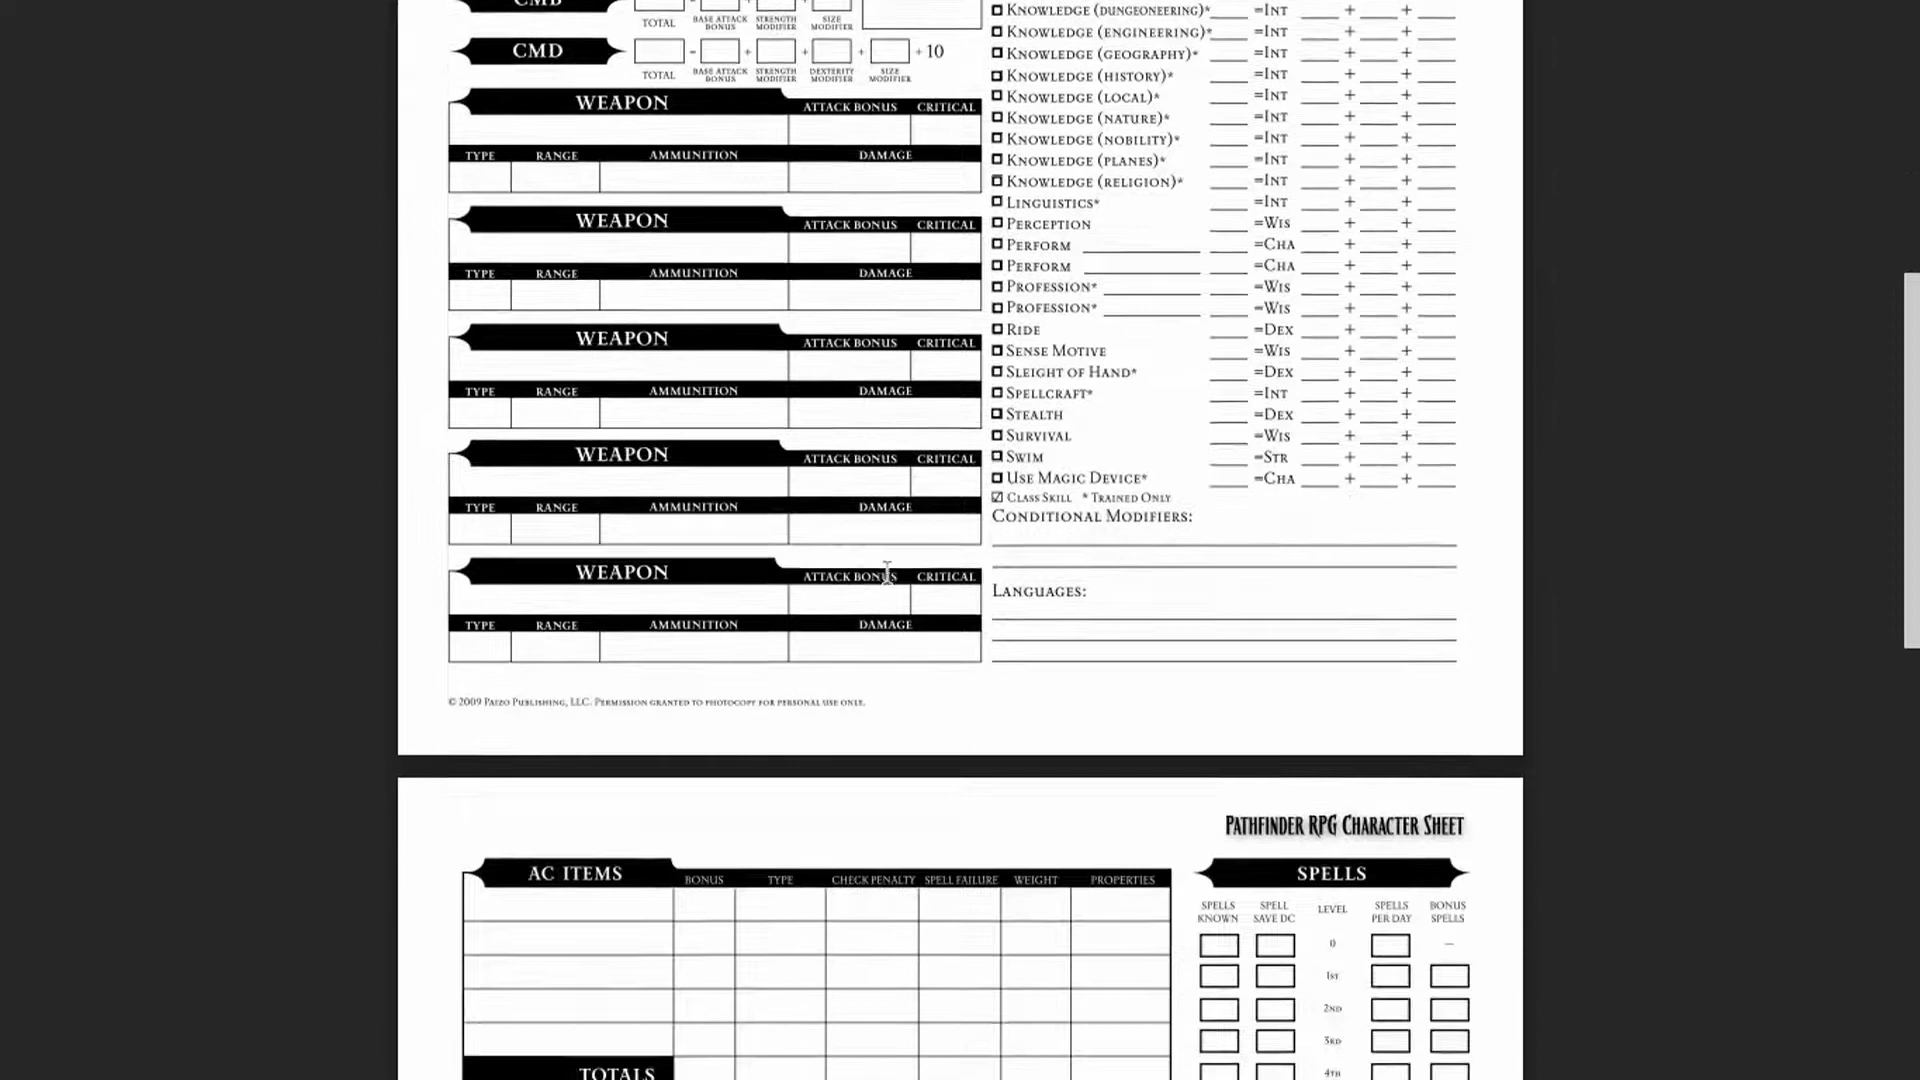 CMB
TOTAL BASE ATTACK BONUS STRENGTH MODIFIER SIZE MODIFIER
CMD = + + + + 10
TOTAL BASE ATTACK BONUS STRENGTH MODIFIER DEXTERITY MODIFIER SIZE MODIFIER
WEAPON ATTACK BONUS CRITICAL
TYPE RANGE AMMUNITION DAMAGE
WEAPON ATTACK BONUS CRITICAL
TYPE RANGE AMMUNITION DAMAGE
WEAPON ATTACK BONUS CRITICAL
TYPE RANGE AMMUNITION DAMAGE
WEAPON ATTACK BONUS CRITICAL
TYPE RANGE AMMUNITION DAMAGE
WEAPON ATTACK BONUS CRITICAL
TYPE RANGE AMMUNITION DAMAGE
© 2009 Paizo Publishing, LLC. Permission granted to photocopy for personal use only.
Knowledge (dungeoneering)* =Int + +
Knowledge (engineering)* =Int + +
Knowledge (geography)* =Int + +
Knowledge (history)* =Int + +
Knowledge (local)* =Int + +
Knowledge (nature)* =Int + +
Knowledge (nobility)* =Int + +
Knowledge (planes)* =Int + +
Knowledge (religion)* =Int + +
Linguistics* =Int + +
Perception =Wis + +
Perform =Cha + +
Perform =Cha + +
Profession* =Wis + +
Profession* =Wis + +
Ride =Dex + +
Sense Motive =Wis + +
Sleight of Hand* =Dex + +
Spellcraft* =Int + +
Stealth =Dex + +
Survival =Wis + +
Swim =Str + +
Use Magic Device* =Cha + +
Class Skill * Trained Only
Conditional Modifiers:
Languages:
Pathfinder RPG Character Sheet
AC ITEMS BONUS TYPE CHECK PENALTY SPELL FAILURE WEIGHT PROPERTIES
TOTALS
SPELLS
SPELLS KNOWN SPELL SAVE DC LEVEL SPELLS PER DAY BONUS SPELLS
0 —
1st
2nd
3rd
4th